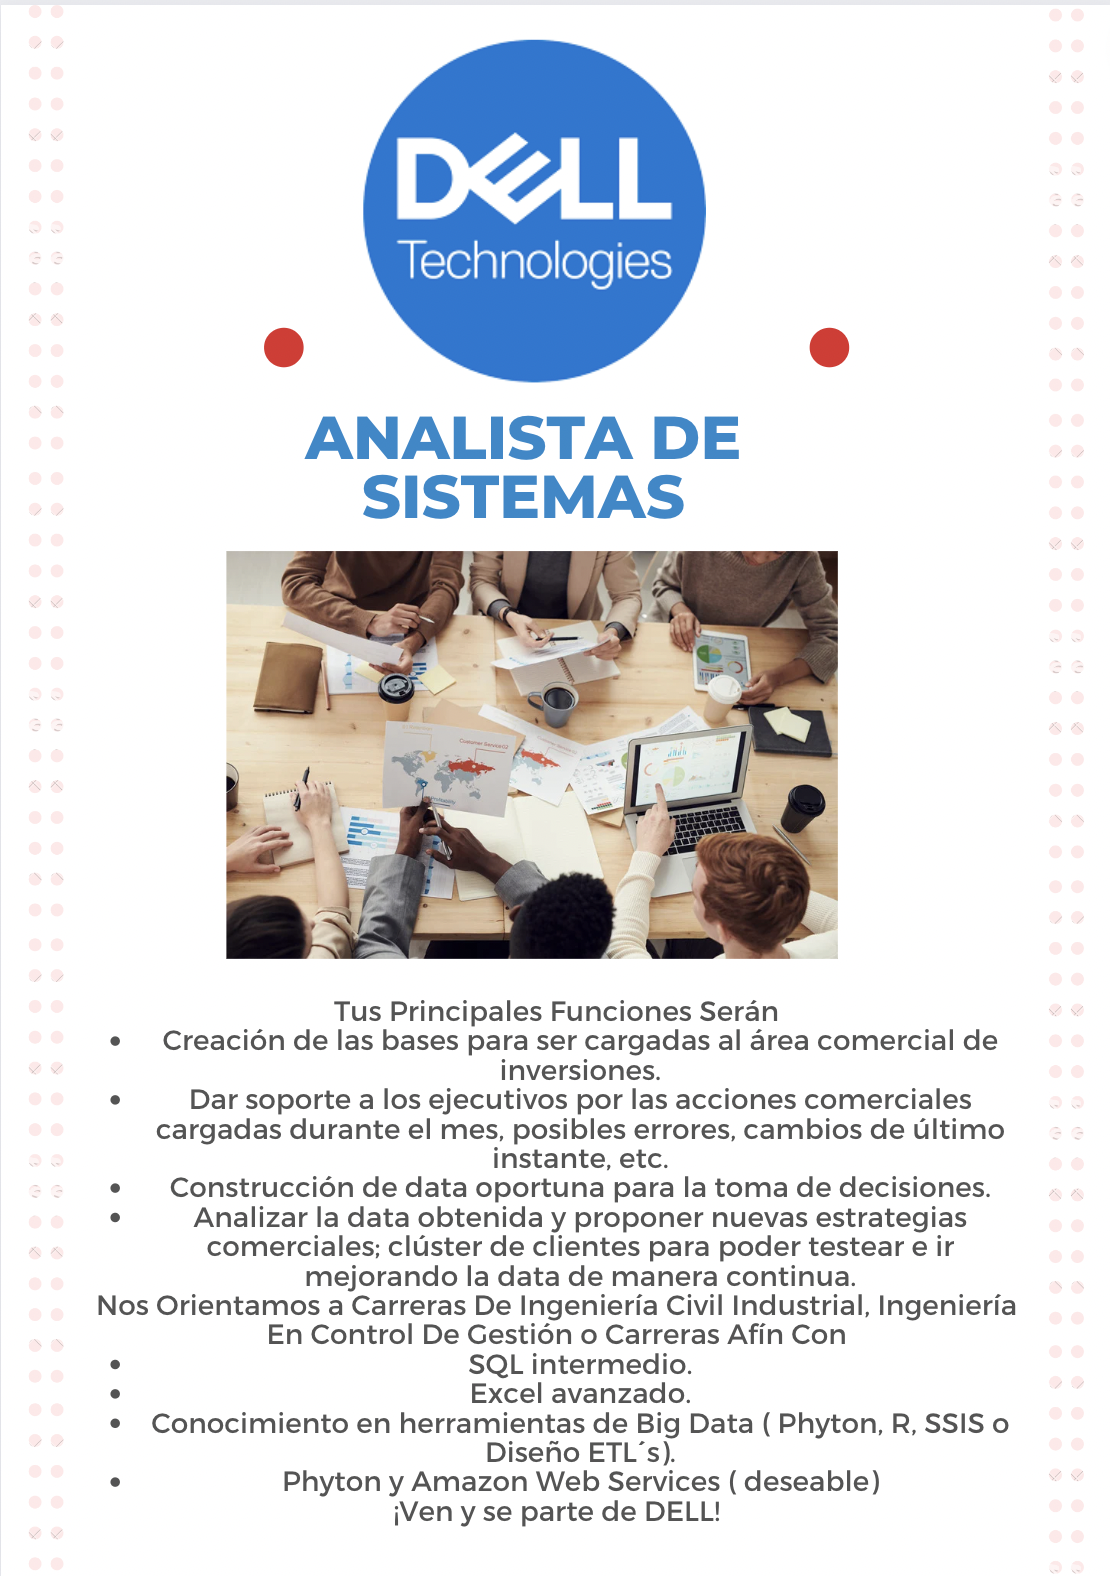 DELL
Technologies
ANALISTA DE
SISTEMAS
Customer Service
Tus Principales Funciones Serán
• Creación de las bases para ser cargadas al área comercial de
inversiones.
• Dar soporte a los ejecutivos por las acciones comerciales
cargadas durante el mes, posibles errores, cambios de último
instante, etc.
• Construcción de data oportuna para la toma de decisiones.
• Analizar la data obtenida y proponer nuevas estrategias
comerciales; clúster de clientes para poder testear e ir
mejorando la data de manera continua.
Nos Orientamos a Carreras De Ingeniería Civil Industrial, Ingeniería
En Control De Gestión o Carreras Afín Con
• SQL intermedio.
• Excel avanzado.
• Conocimiento en herramientas de Big Data ( Phyton, R, SSIS o
Diseño ETL´s).
• Phyton y Amazon Web Services ( deseable)
¡Ven y se parte de DELL!